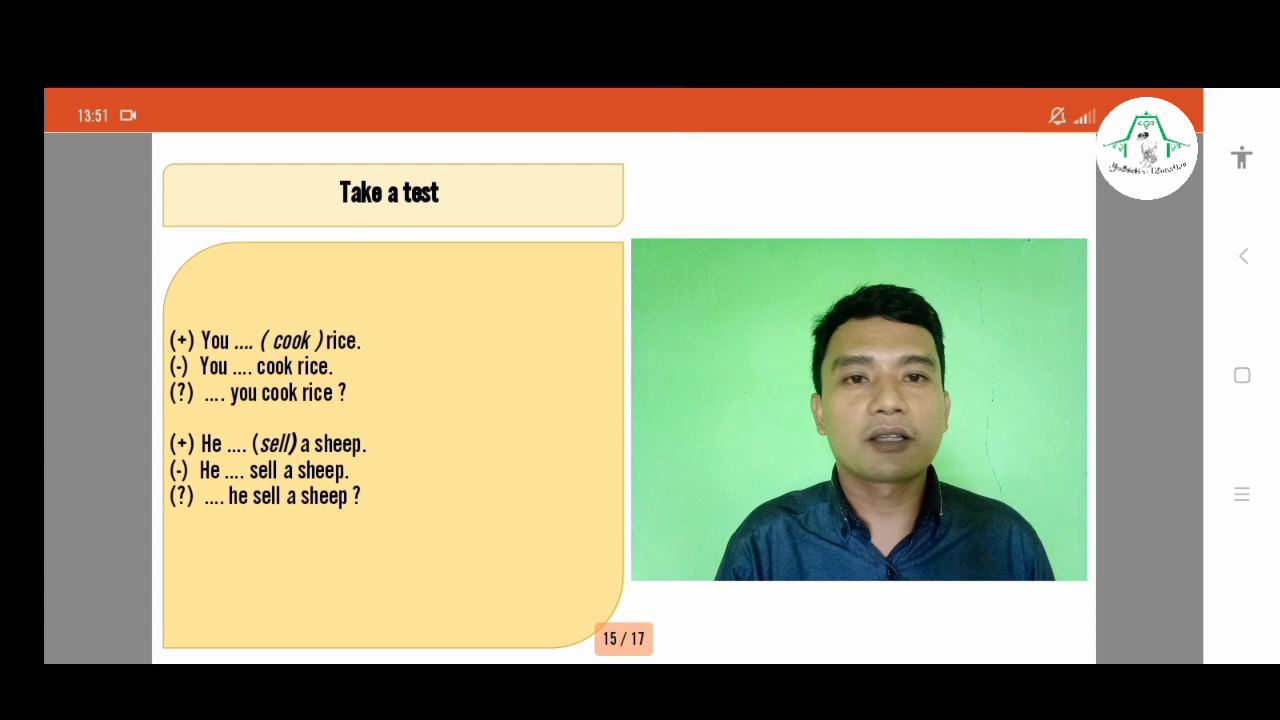 13:51
Take a test
(+) You .... ( cook ) rice.
(-) You .... cook rice.
(?) .... you cook rice ?
(+) He .... (sell) a sheep.
(-) He .... sell a sheep.
(?) .... he sell a sheep ?
15 / 17